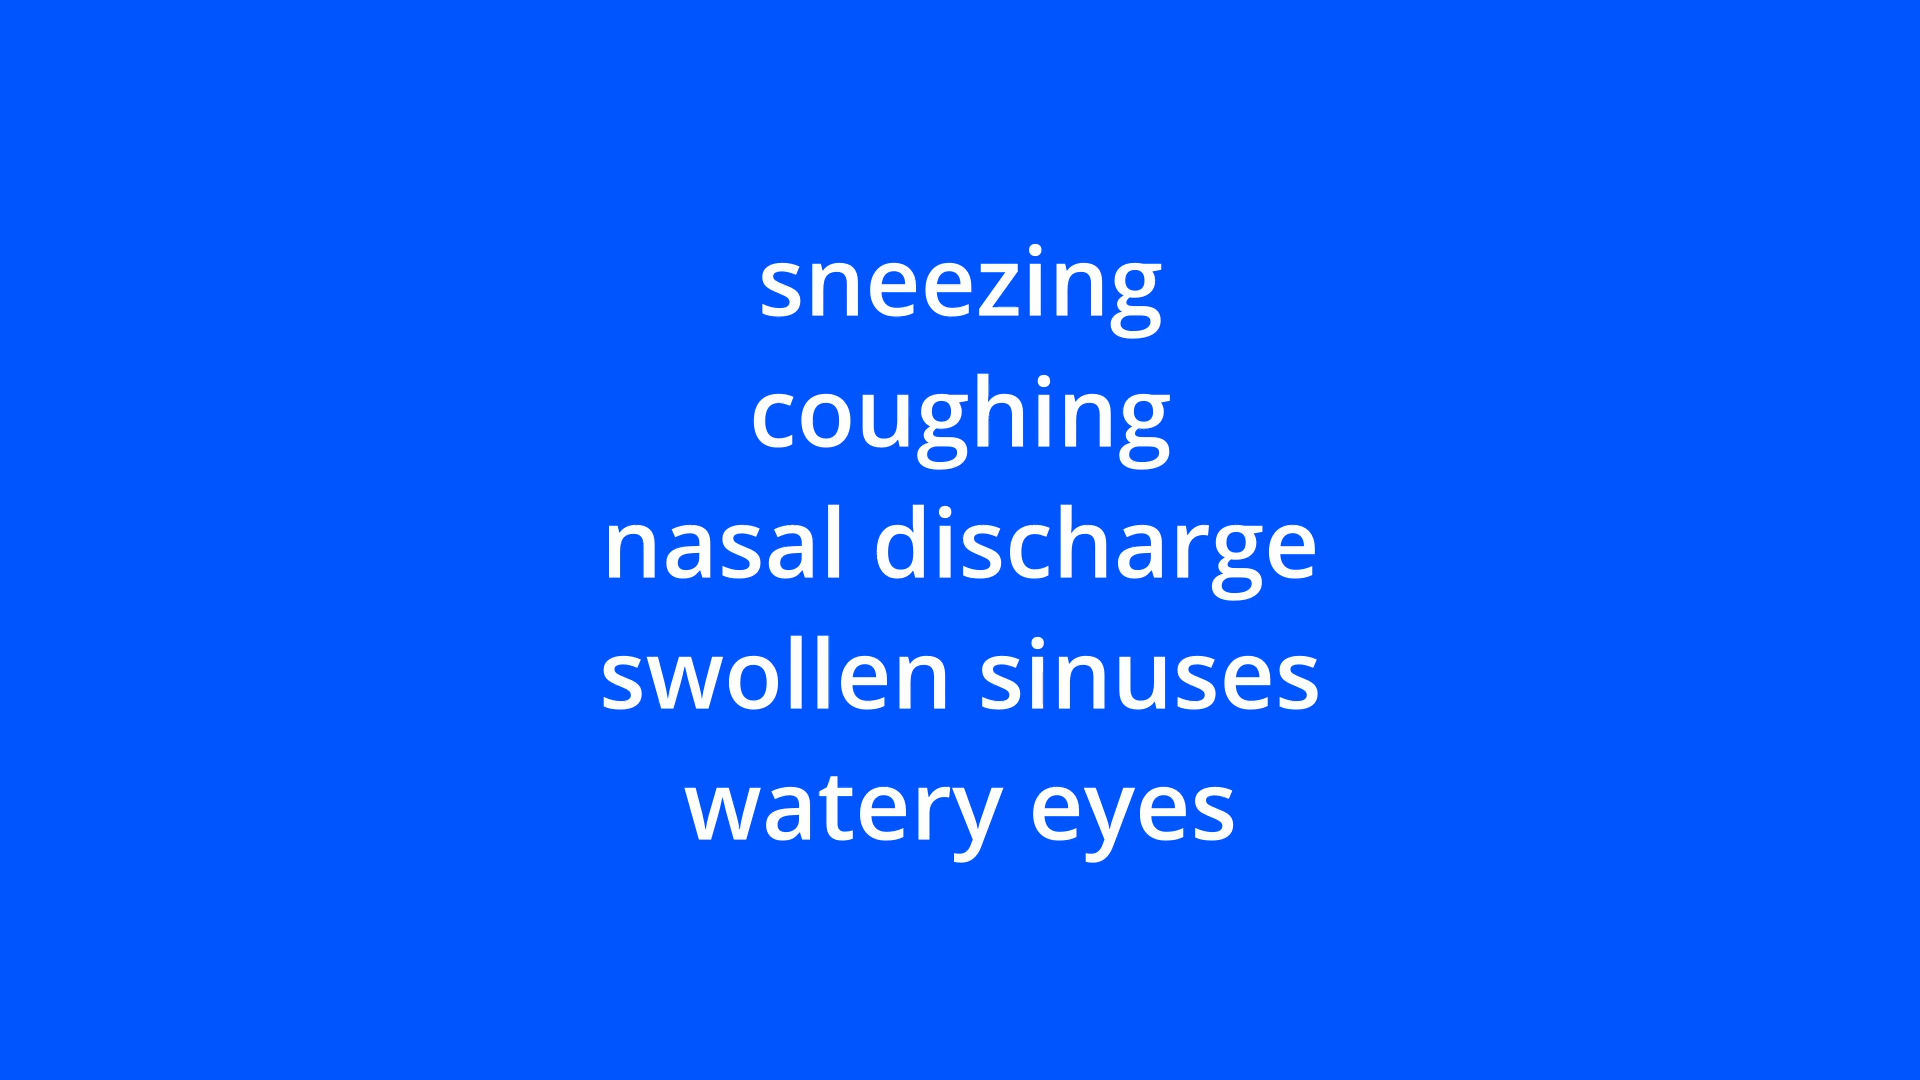 sneezing
coughing
nasal discharge
swollen sinuses
watery eyes